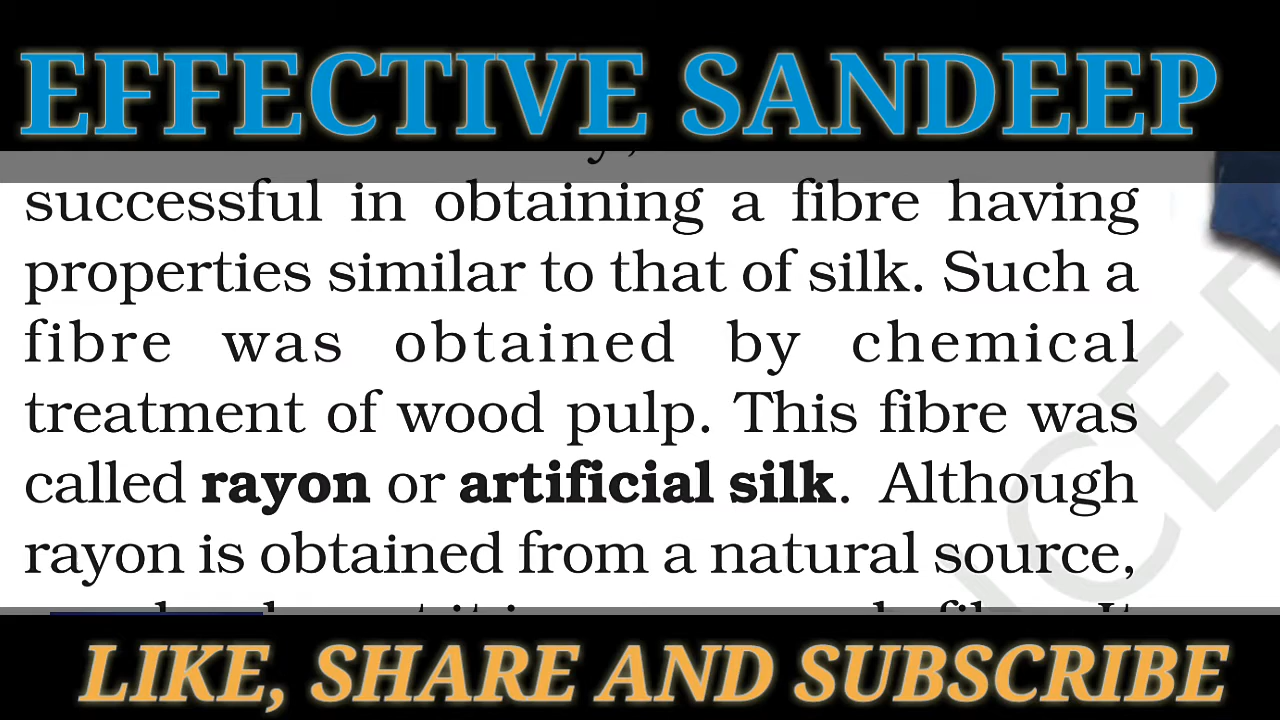 EFFECTIVE SANDEEP
successful in obtaining a fibre having
properties similar to that of silk. Such a
fibre was obtained by chemical
treatment of wood pulp. This fibre was
called rayon or artificial silk. Although
rayon is obtained from a natural source,
LIKE, SHARE AND SUBSCRIBE